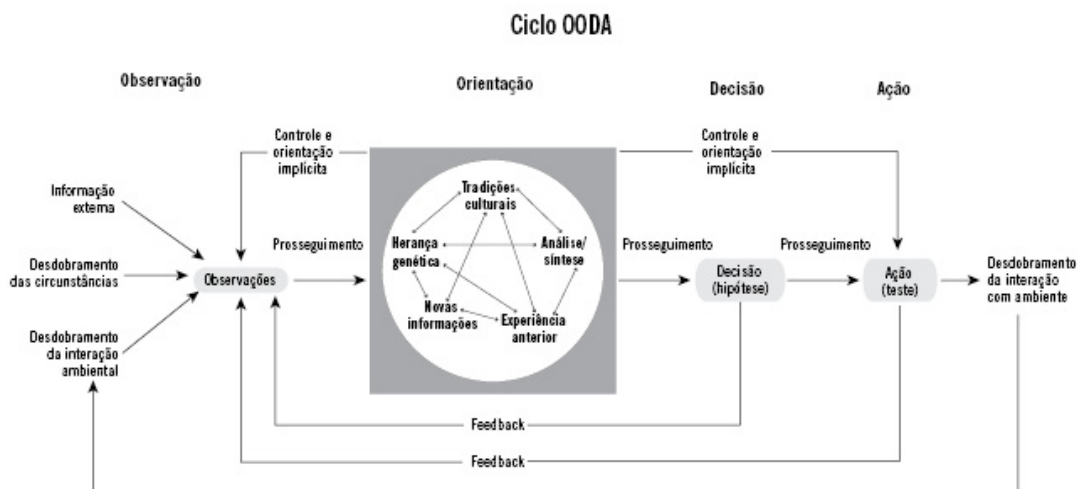 Ciclo OODA
Observação
Orientação
Decisão
Ação
Controle e
orientação
implícita
Controle e
orientação
implícita
Informação
externa
Desdobramento
das circunstâncias
Desdobramento
da interação
ambiental
Observações
Prosseguimento
Tradições
culturais
Herança
genética
Análise/
síntese
Novas
informações
Experiência
anterior
Prosseguimento
Decisão
(hipótese)
Prosseguimento
Ação
(teste)
Desdobramento
da interação
com ambiente
Feedback
Feedback